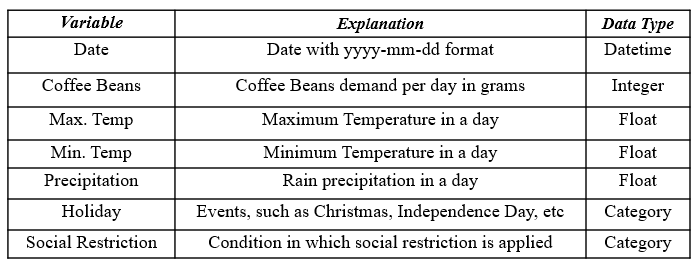 Variable Explanation Data Type
Date Date with yyyy-mm-dd format Datetime
Coffee Beans Coffee Beans demand per day in grams Integer
Max. Temp Maximum Temperature in a day Float
Min. Temp Minimum Temperature in a day Float
Precipitation Rain precipitation in a day Float
Holiday Events, such as Christmas, Independence Day, etc Category
Social Restriction Condition in which social restriction is applied Category